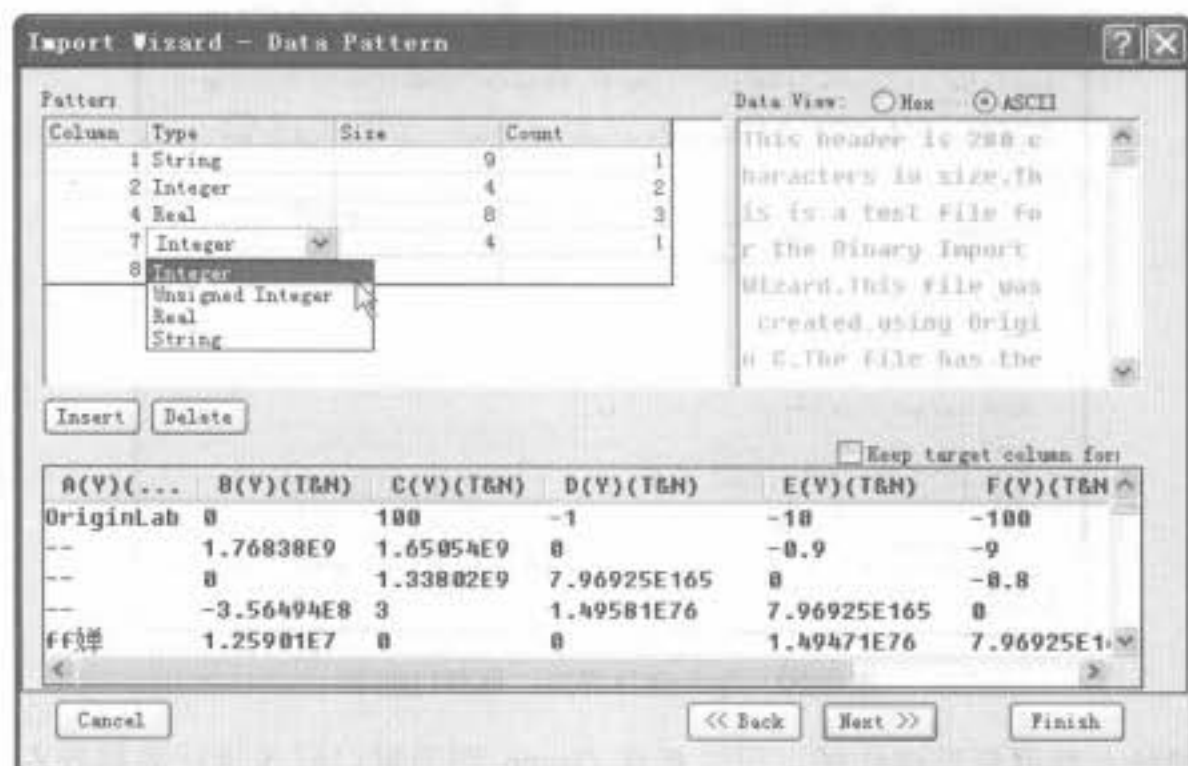 Import Wizard - Data Pattern
Pattern
Data View: Hex ASCII
Column Type Size Count
1 String 9 1
2 Integer 4 2
4 Real 8 3
7 Integer 4 1
8
Integer
Unsigned Integer
Real
String
This header is 200 c
haracters in size.Th
is is a test file fo
r the Binary Import
Wizard.This file was
created using Origi
n C.The file has the
Insert Delete
Keep target column for
A(Y)(... B(Y)(T&N) C(Y)(T&N) D(Y)(T&N) E(Y)(T&N) F(Y)(T&N
OriginLab 0 100 -1 -10 -100
-- 1.76838E9 1.65054E9 0 -0.9 -9
-- 0 1.33802E9 7.96925E165 0 -0.8
-- -3.56494E8 3 1.49581E76 7.96925E165 0
ff婵 1.25901E7 0 0 1.49471E76 7.96925E1
Cancel << Back Next >> Finish